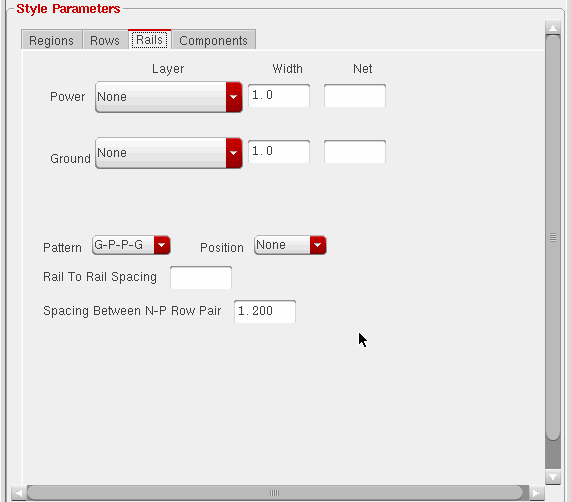 Style Parameters
Regions Rows Rails Components
Layer Width Net
Power None 1.0
Ground None 1.0
Pattern G-P-P-G Position None
Rail To Rail Spacing
Spacing Between N-P Row Pair 1.200